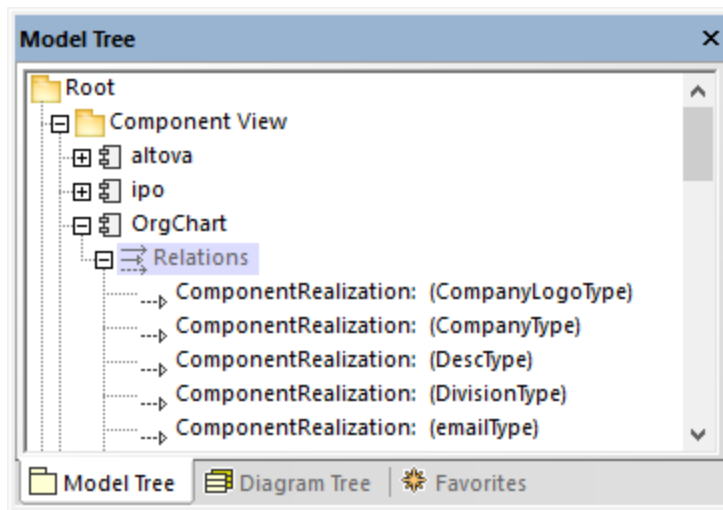 Model Tree
Root
Component View
altova
ipo
OrgChart
Relations
ComponentRealization: (CompanyLogoType)
ComponentRealization: (CompanyType)
ComponentRealization: (DescType)
ComponentRealization: (DivisionType)
ComponentRealization: (emailType)
Model Tree Diagram Tree Favorites